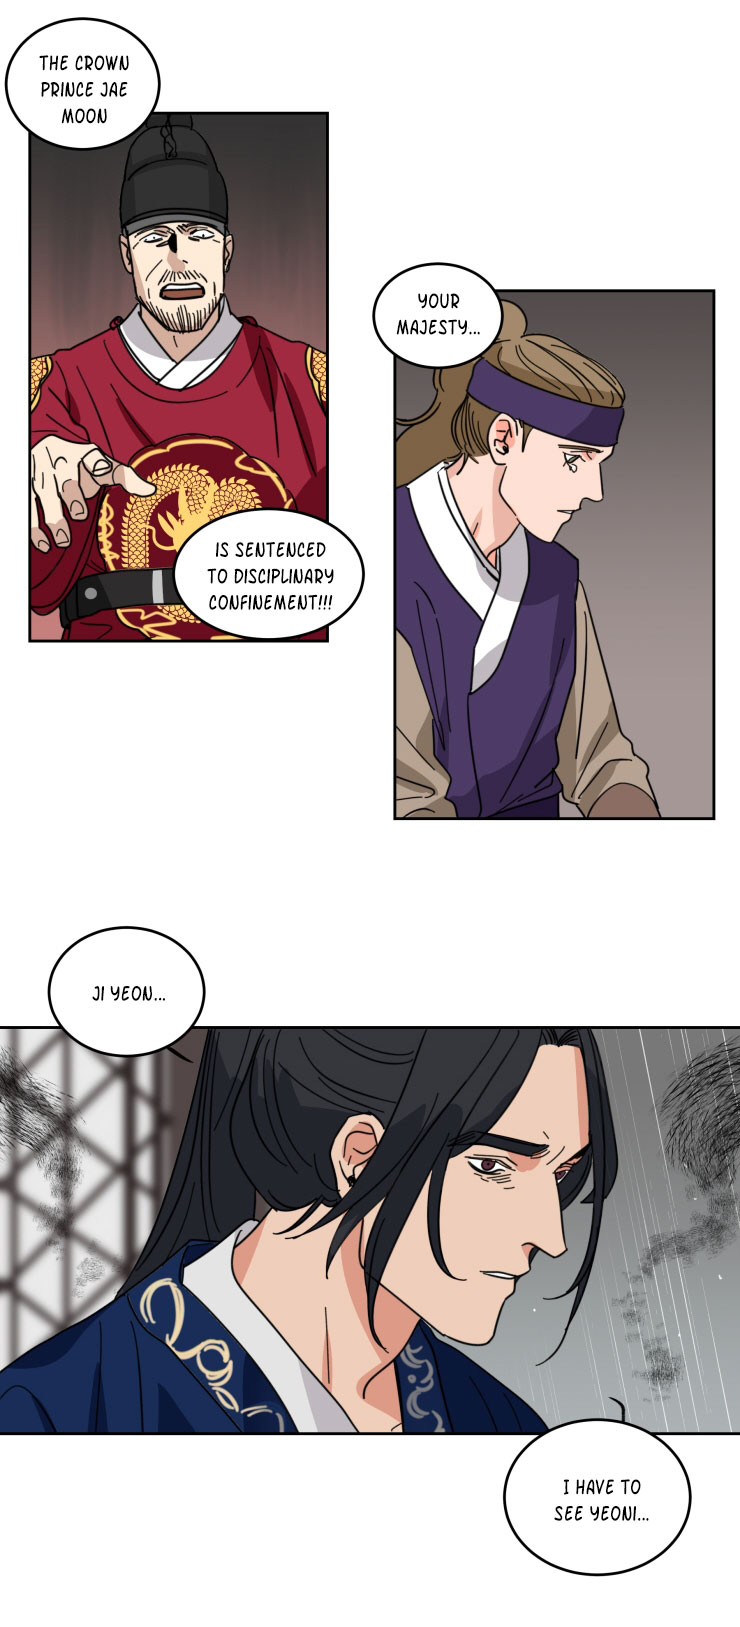 THE CROWN
PRINCE JAE
MOON
IS SENTENCED
TO DISCIPLINARY
CONFINEMENT!!!
YOUR
MAJESTY...
JI YEON...
I HAVE TO
SEE YEONI...